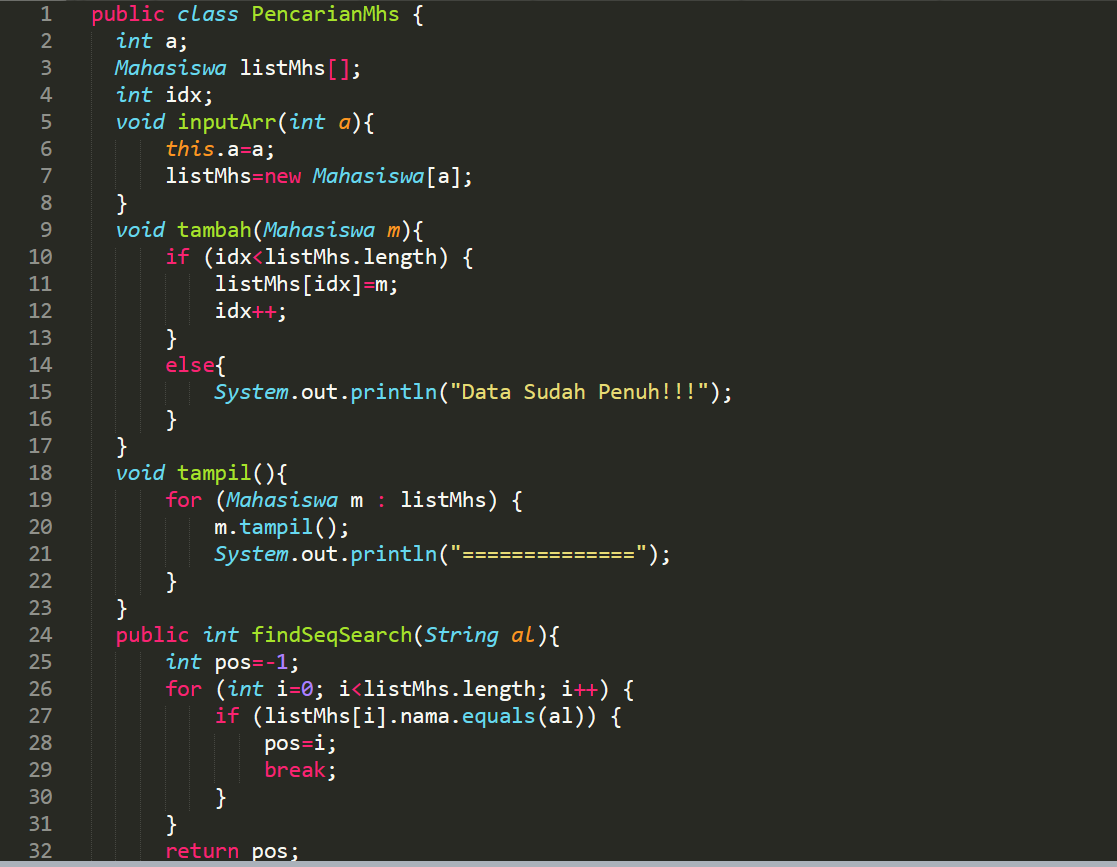 1 public class PencarianMhs {
2 int a;
3 Mahasiswa listMhs[];
4 int idx;
5 void inputArr(int a){
6 this.a=a;
7 listMhs=new Mahasiswa[a];
8 }
9 void tambah(Mahasiswa m){
10 if (idx<listMhs.length) {
11 listMhs[idx]=m;
12 idx++;
13 }
14 else{
15 System.out.println("Data Sudah Penuh!!!");
16 }
17 }
18 void tampil(){
19 for (Mahasiswa m : listMhs) {
20 m.tampil();
21 System.out.println("==============");
22 }
23 }
24 public int findSeqSearch(String al){
25 int pos=-1;
26 for (int i=0; i<listMhs.length; i++) {
27 if (listMhs[i].nama.equals(al)) {
28 pos=i;
29 break;
30 }
31 }
32 return pos;